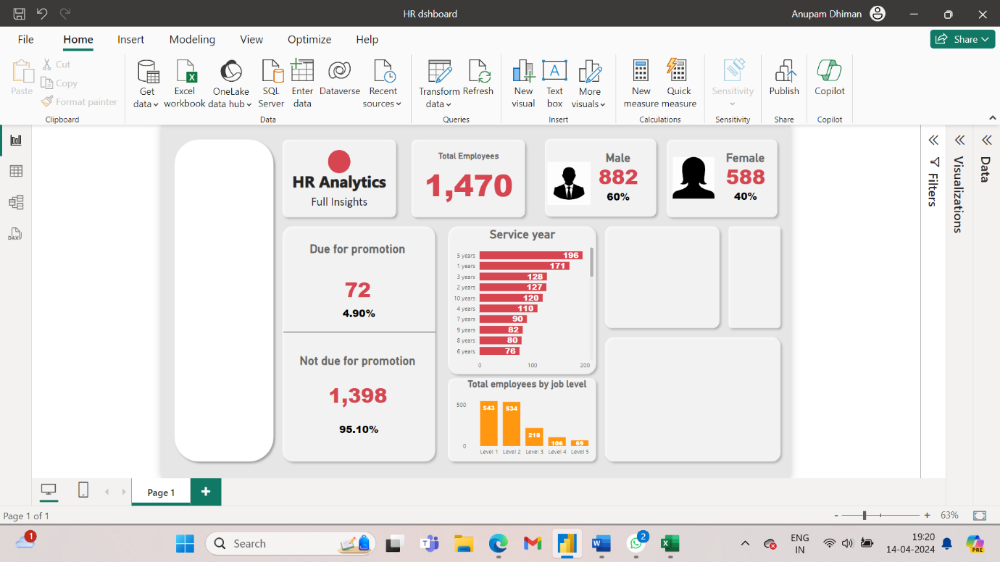 HR dshboard
Anupam Dhiman
File
Home
Insert
Modeling
View
Optimize
Help
Share
Paste
Cut
Copy
Format painter
Clipboard
Get data
Excel workbook
OneLake data hub
SQL Server
Enter data
Dataverse
Recent sources
Data
Transform data
Refresh
Queries
New visual
Text box
More visuals
Insert
New measure
Quick measure
Calculations
Sensitivity
Sensitivity
Publish
Share
Copilot
Copilot
DAX
HR Analytics
Full Insights
Total Employees
1,470
Male
882
60%
Female
588
40%
Due for promotion
72
4.90%
Not due for promotion
1,398
95.10%
Service year
5 years 196
1 years 171
3 years 128
2 years 127
10 years 120
4 years 110
7 years 90
9 years 82
8 years 80
6 years 76
0 100 200
Total employees by job level
500
0
543 534 218 106 69
Level 1 Level 2 Level 3 Level 4 Level 5
Filters
Visualizations
Data
Page 1
+
Page 1 of 1
- + 63%
1
Search
2
ENG
IN
19:20
14-04-2024
PRE